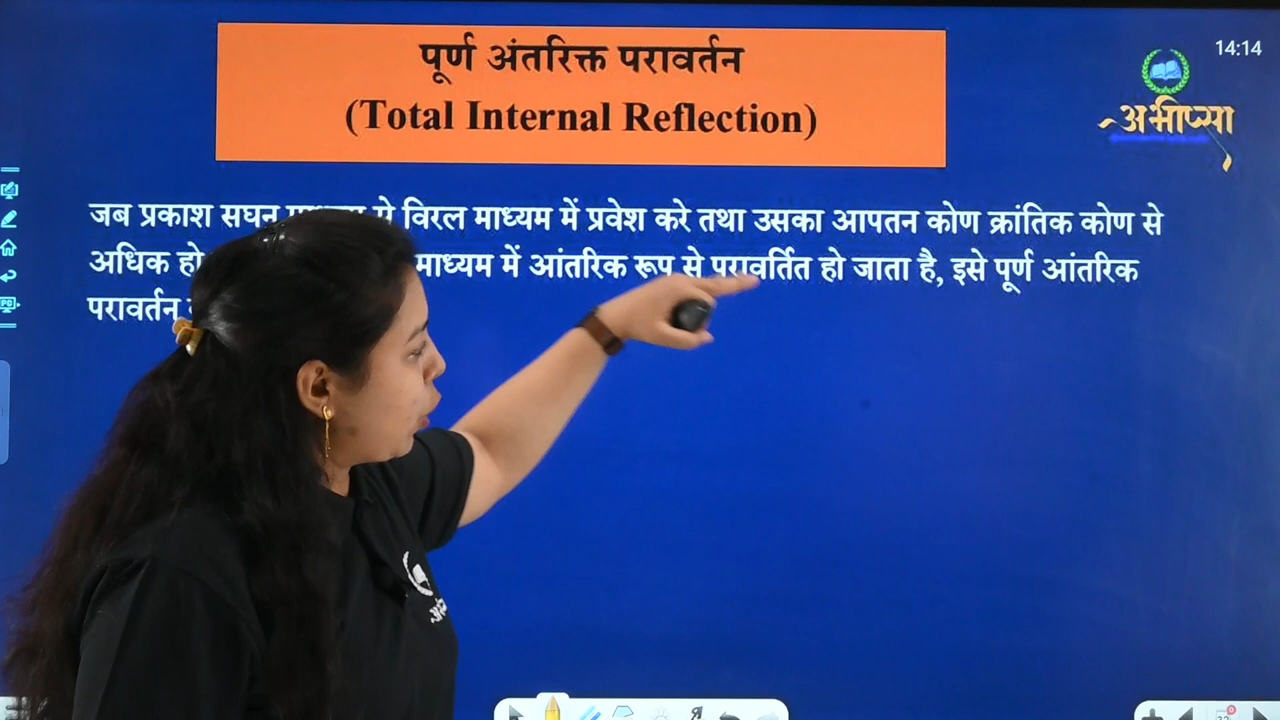 पूर्ण अंतरिक्त परावर्तन
(Total Internal Reflection)
14:14
अभीप्सा
जब प्रकाश सघन से विरल माध्यम में प्रवेश करे तथा उसका आपतन कोण क्रांतिक कोण से
अधिक हो माध्यम में आंतरिक रूप से परावर्तित हो जाता है, इसे पूर्ण आंतरिक
परावर्तन